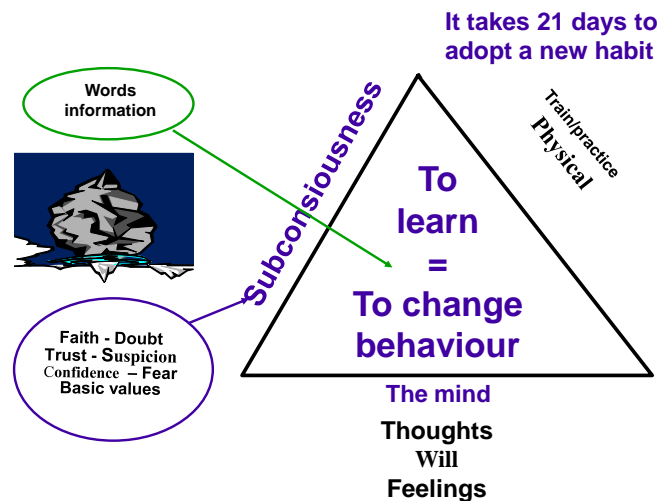 It takes 21 days to
adopt a new habit
Words
information
Subconsiousness
Train/practice
Physical
To
learn
=
To change
behaviour
Faith - Doubt
Trust - Suspicion
Confidence – Fear
Basic values
The mind
Thoughts
Will
Feelings